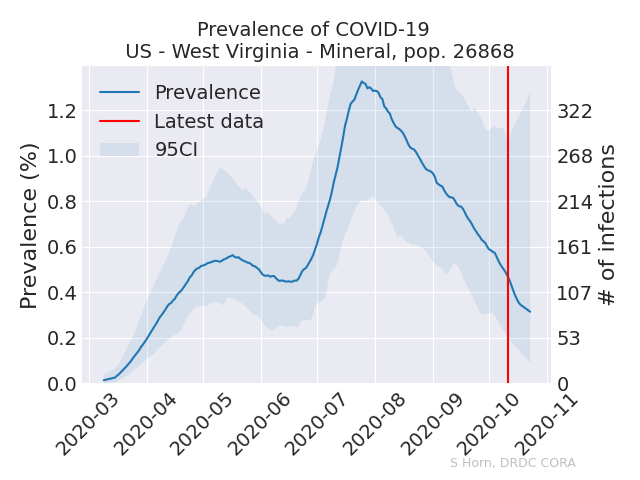 Prevalence of COVID-19
US - West Virginia - Mineral, pop. 26868
Prevalence
Latest data
95CI
Prevalence (%)
1.2
1.0
0.8
0.6
0.4
0.2
0.0
322
268
214
161
107
53
0
# of infections
2020-03
2020-04
2020-05
2020-06
2020-07
2020-08
2020-09
2020-10
2020-11
S Horn, DRDC CORA